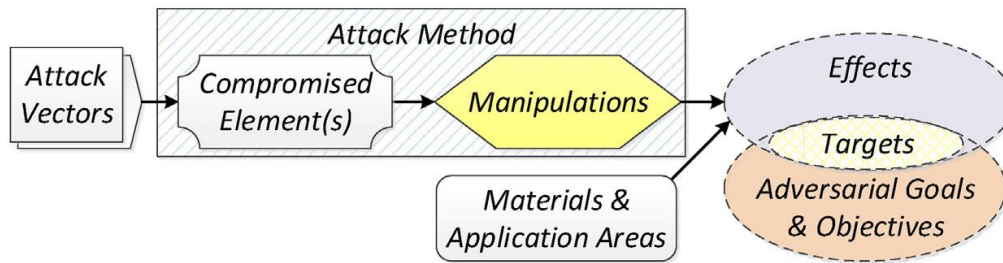 Attack Method
Attack
Vectors
Compromised
Element(s)
Manipulations
Effects
Targets
Materials &
Application Areas
Adversarial Goals
& Objectives